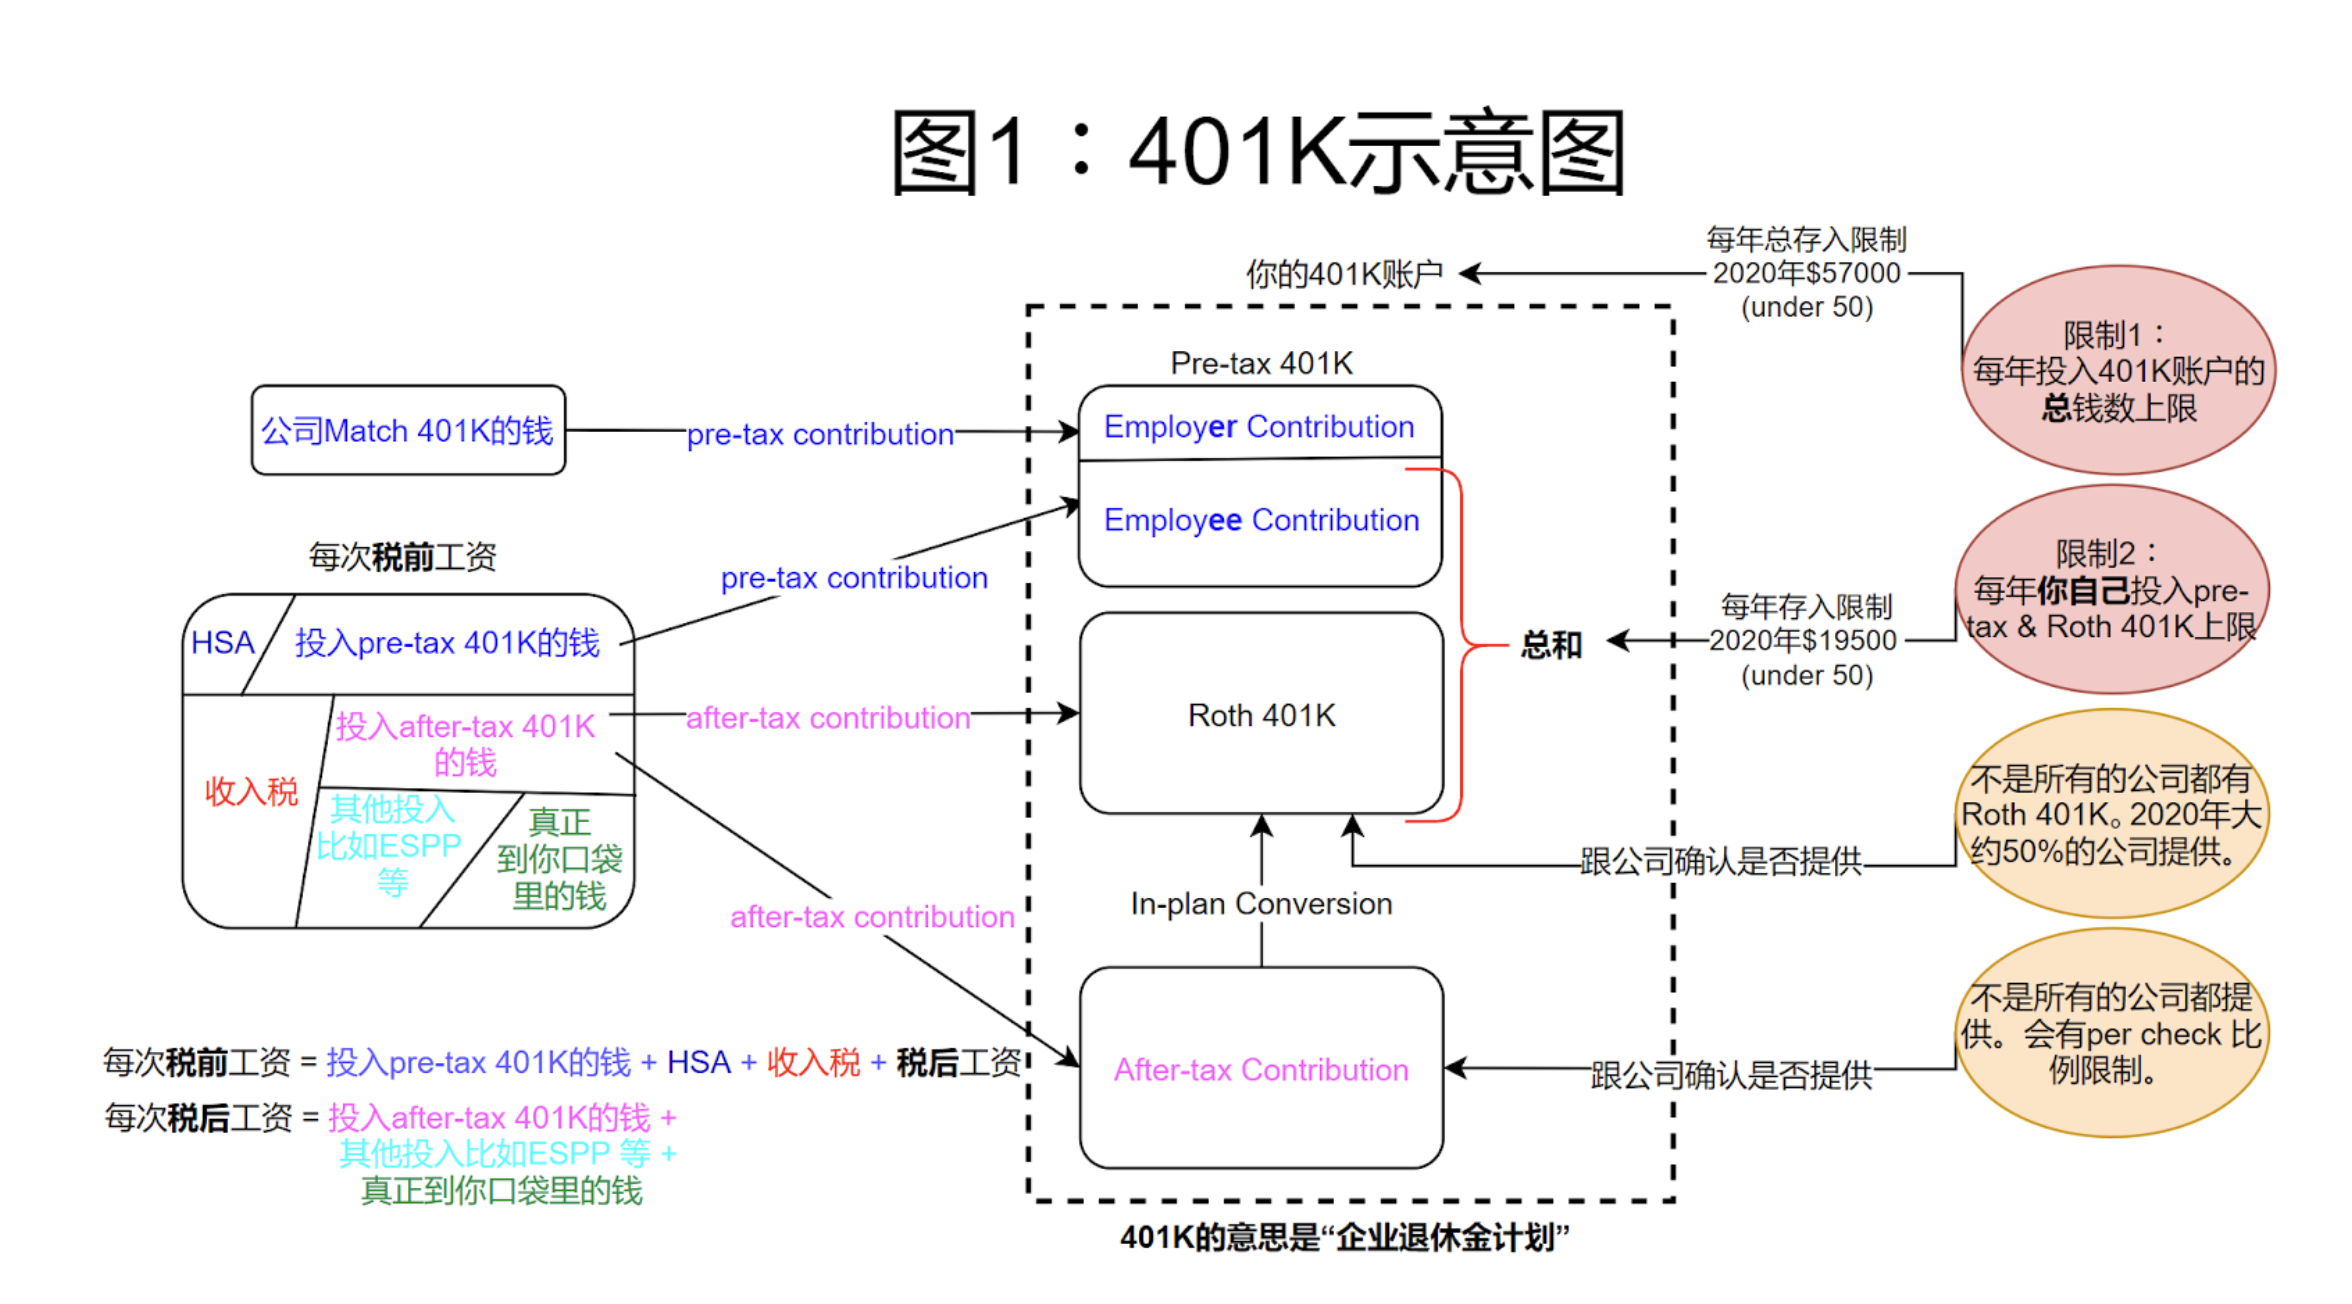 图1：401K示意图
每年总存入限制
2020年$57000
(under 50)
你的401K账户
限制1：
每年投入401K账户的
总钱数上限
Pre-tax 401K
公司Match 401K的钱
pre-tax contribution
Employer Contribution
Employee Contribution
pre-tax contribution
每次税前工资
HSA
投入pre-tax 401K的钱
投入after-tax 401K
的钱
收入税
其他投入
比如ESPP
等
真正
到你口袋
里的钱
after-tax contribution
Roth 401K
总和
每年存入限制
2020年$19500
(under 50)
限制2：
每年你自己投入pre-
tax & Roth 401K上限
不是所有的公司都有
Roth 401K。2020年大
约50%的公司提供。
跟公司确认是否提供
In-plan Conversion
after-tax contribution
After-tax Contribution
跟公司确认是否提供
不是所有的公司都提
供。会有per check 比
例限制。
每次税前工资 = 投入pre-tax 401K的钱 + HSA + 收入税 + 税后工资
每次税后工资 = 投入after-tax 401K的钱 +
其他投入比如ESPP 等 +
真正到你口袋里的钱
401K的意思是“企业退休金计划”